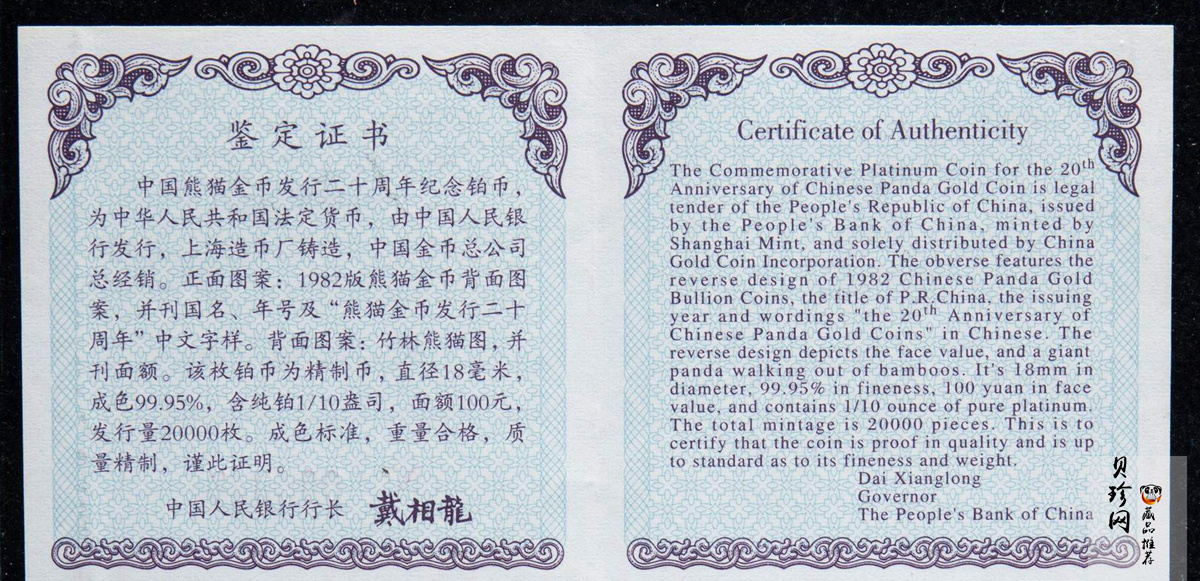 鉴定证书
中国熊猫金币发行二十周年纪念铂币,
为中华人民共和国法定货币，由中国人民银
行发行，上海造币厂铸造，中国金币总公司
总经销。正面图案：1982版熊猫金币背面图
案，并刊国名、年号及“熊猫金币发行二十
周年”中文字样。背面图案：竹林熊猫图，并
刊面额。该枚铂币为精制币，直径18毫米，
成色99.95%，含纯铂1/10盎司，面额100元，
发行量20000枚。成色标准，重量合格，质
量精制，谨此证明。
中国人民银行行长 戴相龍
Certificate of Authenticity
The Commemorative Platinum Coin for the 20th
Anniversary of Chinese Panda Gold Coin is legal
tender of the People's Republic of China, issued
by the People's Bank of China, minted by
Shanghai Mint, and solely distributed by China
Gold Coin Incorporation. The obverse features the
reverse design of 1982 Chinese Panda Gold
Bullion Coins, the title of P.R.China, the issuing
year and wordings "the 20th Anniversary of
Chinese Panda Gold Coins" in Chinese. The
reverse design depicts the face value, and a giant
panda walking out of bamboos. It's 18mm in
diameter, 99.95% in fineness, 100 yuan in face
value, and contains 1/10 ounce of pure platinum.
The total mintage is 20000 pieces. This is to
certify that the coin is proof in quality and is up
to standard as to its fineness and weight.
Dai Xianglong
Governor
The People's Bank of China
贝珍网
藏品推荐